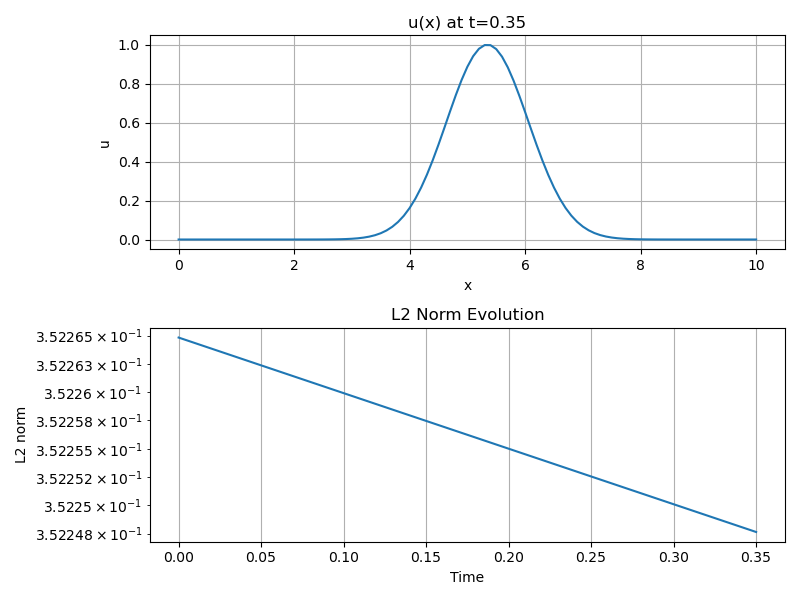 u(x) at t=0.35
1.0
0.8
0.6
0.4
0.2
0.0
u
0 2 4 6 8 10
x
L2 Norm Evolution
3.52265 × 10⁻¹
3.52263 × 10⁻¹
3.5226 × 10⁻¹
3.52258 × 10⁻¹
3.52255 × 10⁻¹
3.52252 × 10⁻¹
3.5225 × 10⁻¹
3.52248 × 10⁻¹
L2 norm
0.00 0.05 0.10 0.15 0.20 0.25 0.30 0.35
Time